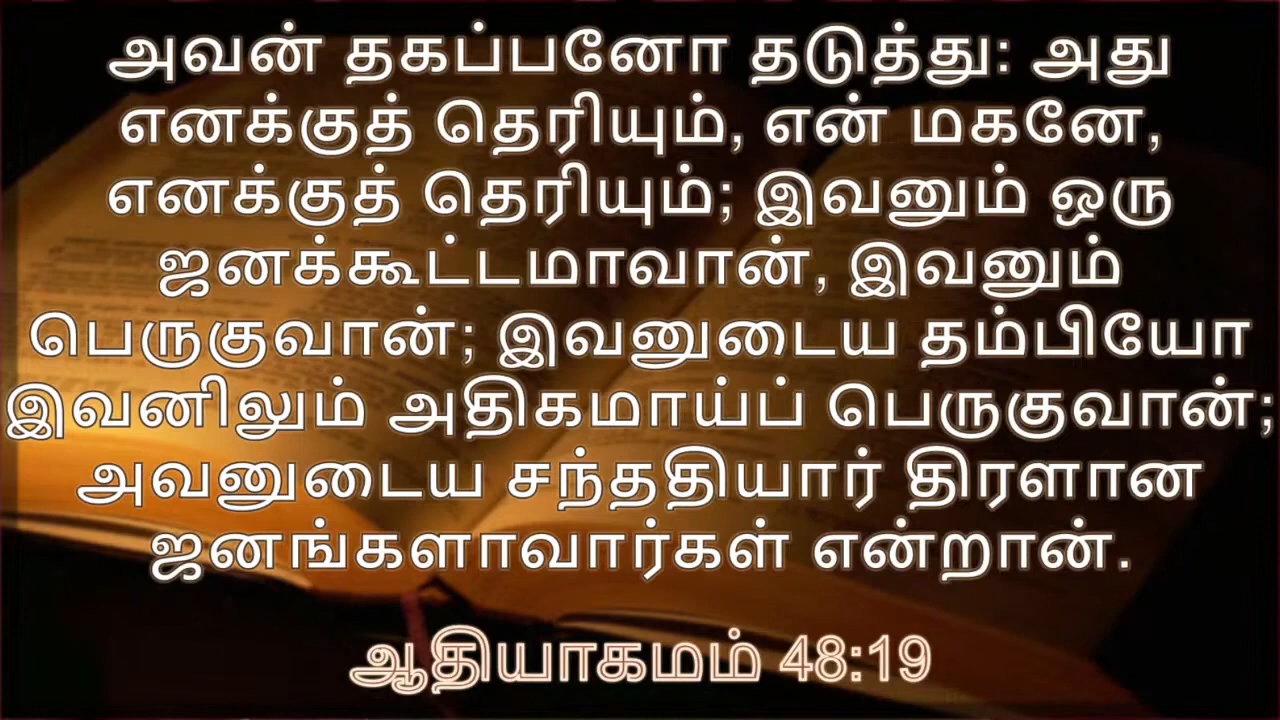 அவன் தகப்பனோ தடுத்து: அது
எனக்குத் தெரியும், என் மகனே,
எனக்குத் தெரியும்; இவனும் ஒரு
ஜனக்கூட்டமாவான், இவனும்
பெருகுவான்; இவனுடைய தம்பியோ
இவனிலும் அதிகமாய்ப் பெருகுவான்;
அவனுடைய சந்ததியார் திரளான
ஜனங்களாவார்கள் என்றான்.
ஆதியாகமம் 48:19